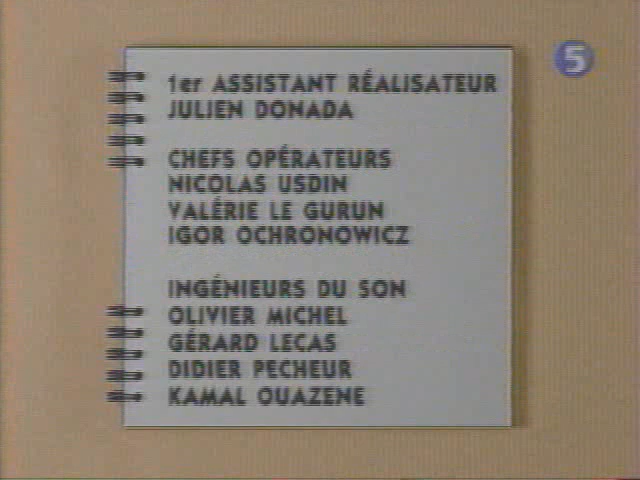 5
1er ASSISTANT RÉALISATEUR
JULIEN DONADA
CHEFS OPÉRATEURS
NICOLAS USDIN
VALÉRIE LE GURUN
IGOR OCHRONOWICZ
INGÉNIEURS DU SON
OLIVIER MICHEL
GÉRARD LECAS
DIDIER PECHEUR
KAMAL OUAZENE